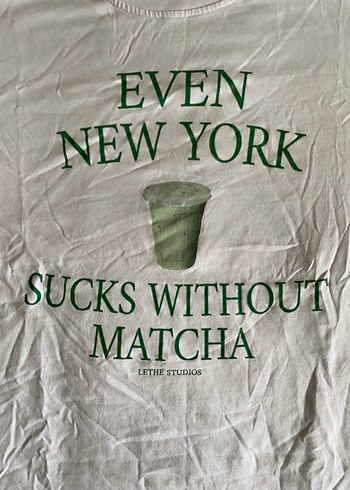 EVEN
NEW YORK
SUCKS WITHOUT
MATCHA
LETHE STUDIOS